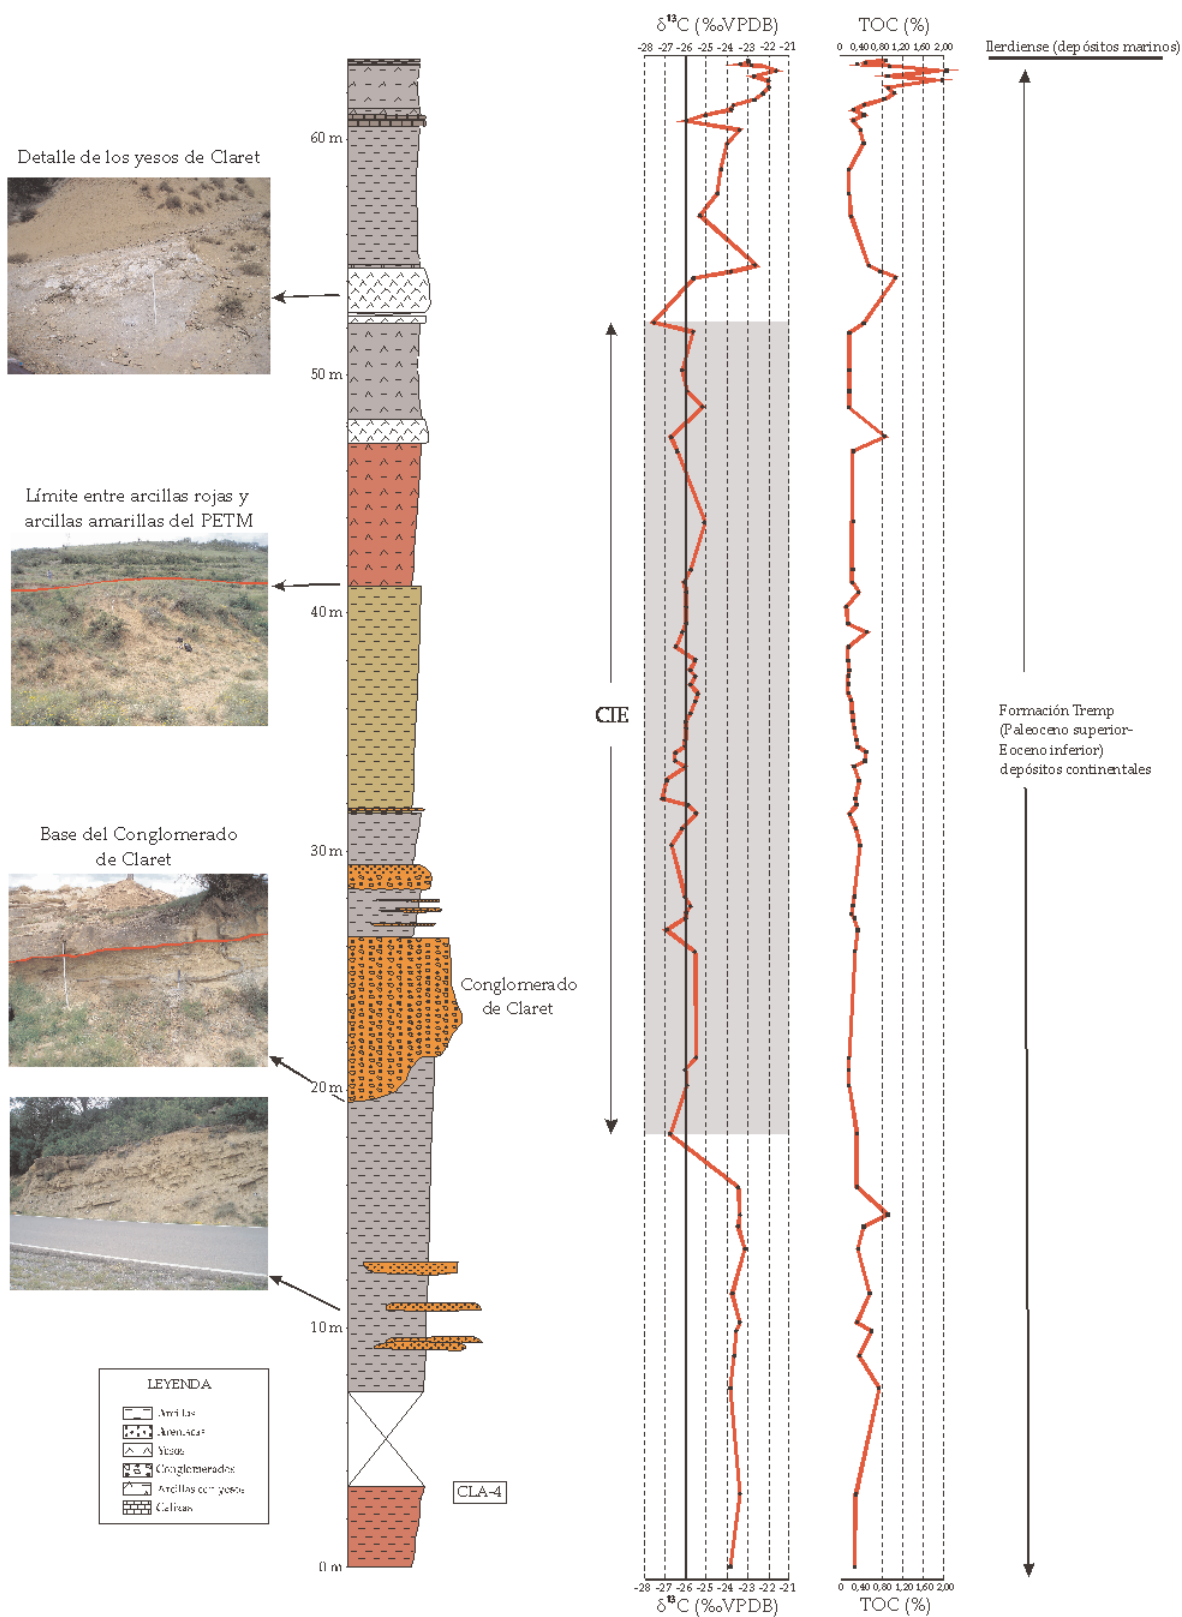 δ¹³C (‰VPDB)
-28 -27 -26 -25 -24 -23 -22 -21
TOC (%)
0 0,40 0,80 1,20 1,60 2,00
Ilerdiense (depósitos marinos)
60 m
Detalle de los yesos de Claret
50 m
Límite entre arcillas rojas y
arcillas amarillas del PETM
40 m
CIE
Formación Tremp
(Paleoceno superior-
Eoceno inferior)
depósitos continentales
Base del Conglomerado
de Claret
30 m
Conglomerado
de Claret
20 m
10 m
LEYENDA
Arcillas
Areniscas
Yesos
Conglomerados
Arcillas con yesos
Calizas
CLA-4
0 m
-28 -27 -26 -25 -24 -23 -22 -21
δ¹³C (‰VPDB)
0 0,40 0,80 1,20 1,60 2,00
TOC (%)